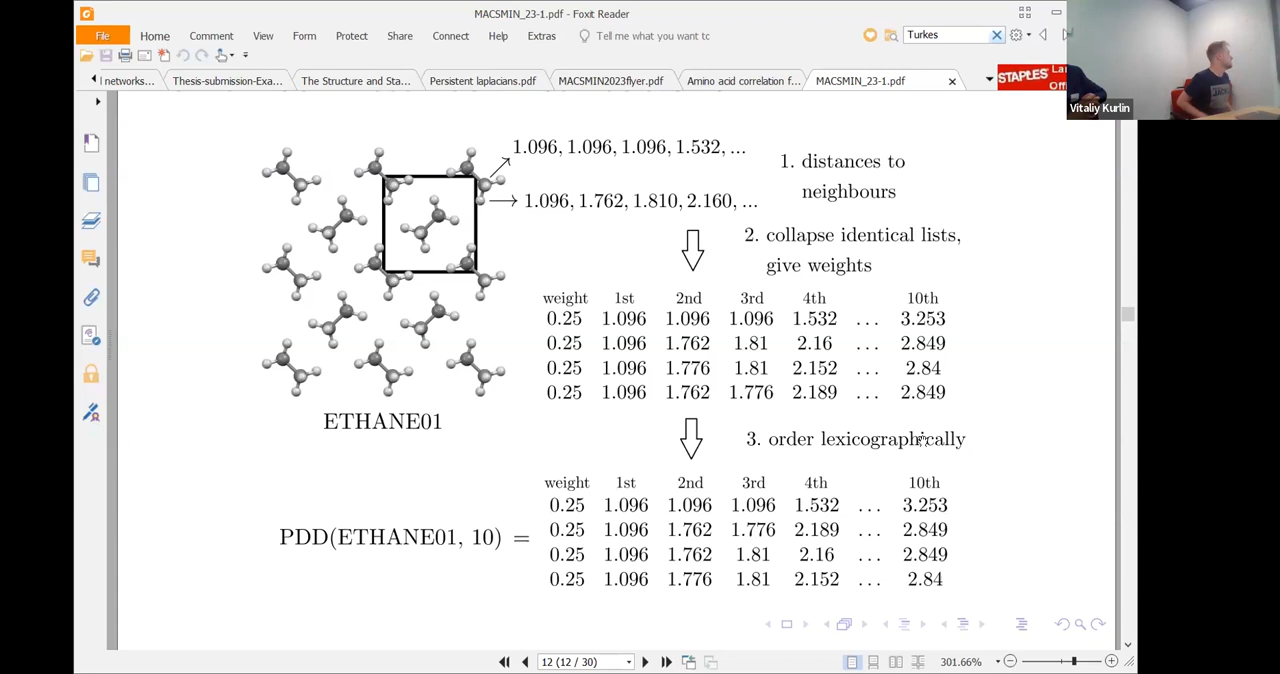 MACSMIN_23-1.pdf - Foxit Reader
File Home Comment View Form Protect Share Connect Help Extras Tell me what you want tc Turkes
l networks... Thesis-submission-Exa... The Structure and Sta... Persistent laplacians.pdf MACSMIN2023flyer.pdf Amino acid correlation f... MACSMIN_23-1.pdf
STAPLES
Vitaliy Kurlin
1.096, 1.096, 1.096, 1.532, ...
1.096, 1.762, 1.810, 2.160, ...
1. distances to
neighbours
2. collapse identical lists,
give weights
weight 1st 2nd 3rd 4th 10th
0.25 1.096 1.096 1.096 1.532 ... 3.253
0.25 1.096 1.762 1.81 2.16 ... 2.849
0.25 1.096 1.776 1.81 2.152 ... 2.84
0.25 1.096 1.762 1.776 2.189 ... 2.849
ETHANE01
3. order lexicographically
weight 1st 2nd 3rd 4th 10th
0.25 1.096 1.096 1.096 1.532 ... 3.253
0.25 1.096 1.762 1.776 2.189 ... 2.849
PDD(ETHANE01, 10) =
0.25 1.096 1.762 1.81 2.16 ... 2.849
0.25 1.096 1.776 1.81 2.152 ... 2.84
12 (12 / 30)
301.66%